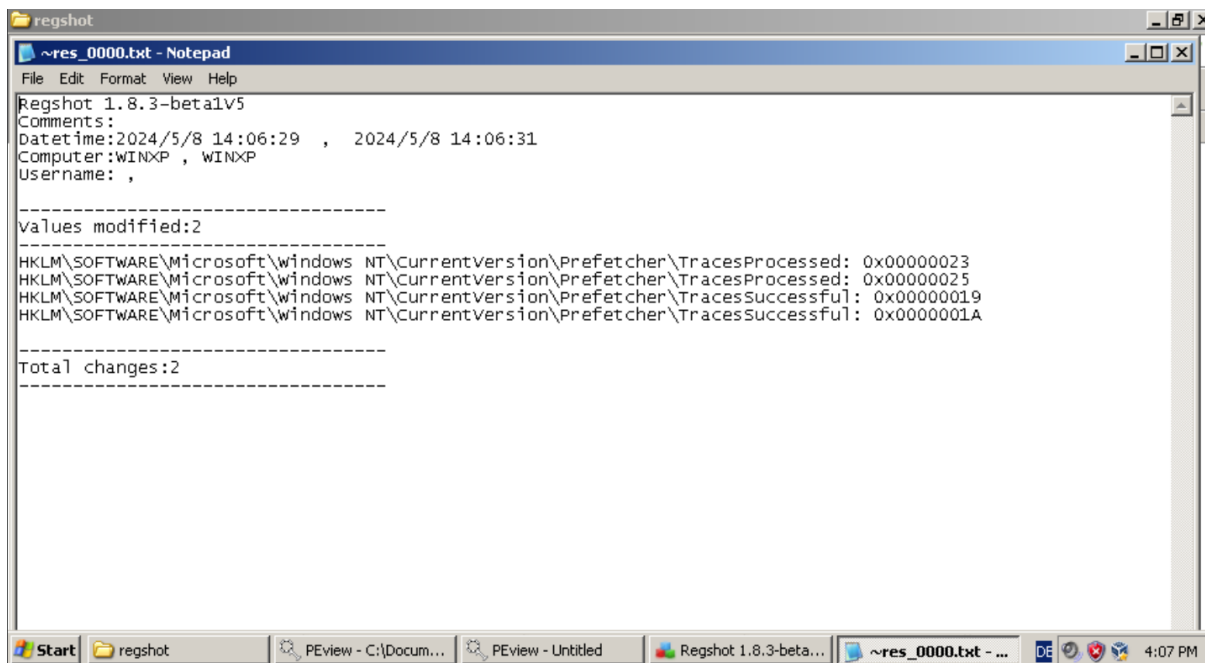 regshot
~res_0000.txt - Notepad
File Edit Format View Help
Regshot 1.8.3-beta1V5
Comments:
Datetime:2024/5/8 14:06:29  ,  2024/5/8 14:06:31
Computer:WINXP , WINXP
Username: ,
----------------------------------
Values modified:2
----------------------------------
HKLM\SOFTWARE\Microsoft\Windows NT\CurrentVersion\Prefetcher\TracesProcessed: 0x00000023
HKLM\SOFTWARE\Microsoft\Windows NT\CurrentVersion\Prefetcher\TracesProcessed: 0x00000025
HKLM\SOFTWARE\Microsoft\Windows NT\CurrentVersion\Prefetcher\TracesSuccessful: 0x00000019
HKLM\SOFTWARE\Microsoft\Windows NT\CurrentVersion\Prefetcher\TracesSuccessful: 0x0000001A
----------------------------------
Total changes:2
----------------------------------
Start regshot PEview - C:\Docum... PEview - Untitled Regshot 1.8.3-beta... ~res_0000.txt - ... DE 4:07 PM